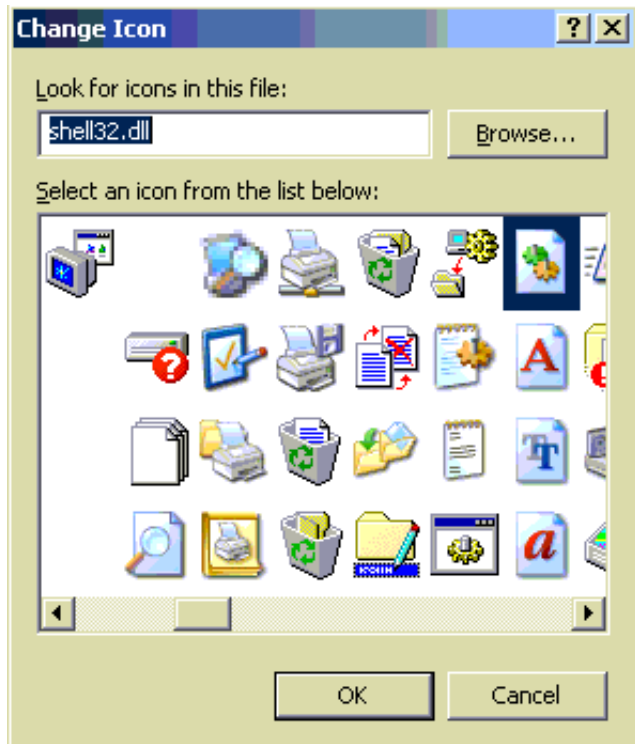 Change Icon
Look for icons in this file:
shell32.dll
Browse...
Select an icon from the list below:
OK
Cancel